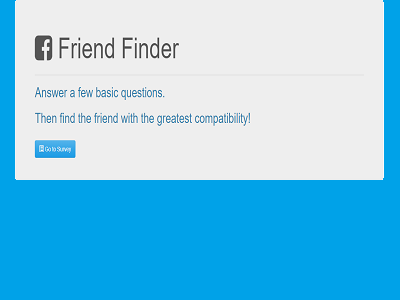 Friend Finder
Answer a few basic questions.
Then find the friend with the greatest compatibility!
Go to Survey